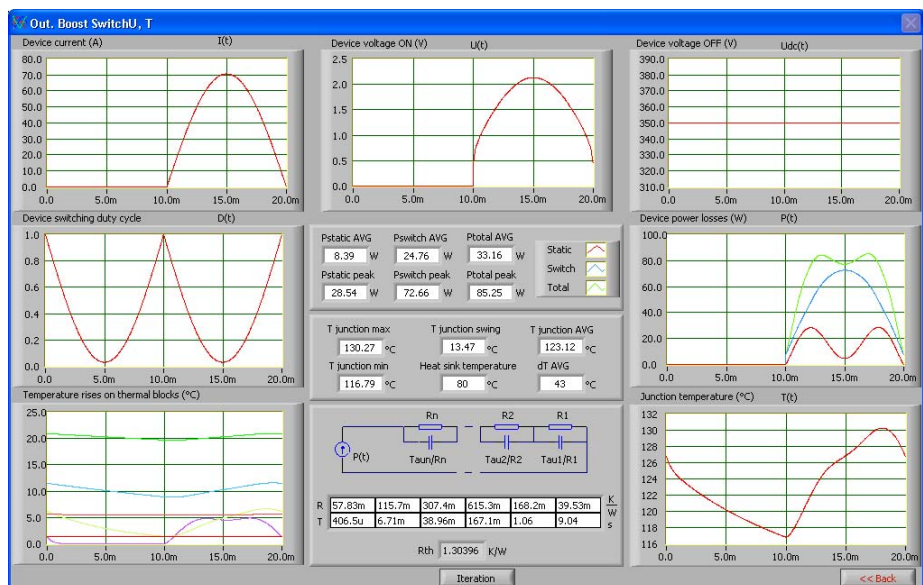 Out. Boost SwitchU, T
Device current (A) I(t)
80.0
70.0
60.0
50.0
40.0
30.0
20.0
10.0
0.0
0.0 5.0m 10.0m 15.0m 20.0m
Device voltage ON (V) U(t)
2.5
2.0
1.5
1.0
0.5
0.0
0.0 5.0m 10.0m 15.0m 20.0m
Device voltage OFF (V) Udc(t)
390.0
380.0
370.0
360.0
350.0
340.0
330.0
320.0
310.0
0.0 5.0m 10.0m 15.0m 20.0m
Device switching duty cycle D(t)
1.0
0.8
0.6
0.4
0.2
0.0
0.0 5.0m 10.0m 15.0m 20.0m
Pstatic AVG Pswitch AVG Ptotal AVG
8.39 W 24.76 W 33.16 W
Pstatic peak Pswitch peak Ptotal peak
28.54 W 72.66 W 85.25 W
Static
Switch
Total
Device power losses (W) P(t)
100.0
80.0
60.0
40.0
20.0
0.0
0.0 5.0m 10.0m 15.0m 20.0m
T junction max T junction swing T junction AVG
130.27 °C 13.47 °C 123.12 °C
T junction min Heat sink temperature dT AVG
116.79 °C 80 °C 43 °C
Temperature rises on thermal blocks (°C)
25.0
20.0
15.0
10.0
5.0
0.0
0.0 5.0m 10.0m 15.0m 20.0m
Rn R2 R1
P(t)
Taun/Rn Tau2/R2 Tau1/R1
R 57.83m 115.7m 307.4m 615.3m 168.2m 39.53m K/W
T 406.5u 6.71m 38.96m 167.1m 1.06 9.04 s
Rth 1.30396 K/W
Junction temperature (°C) T(t)
132
130
128
126
124
122
120
118
116
0.0 5.0m 10.0m 15.0m 20.0m
Iteration
<< Back